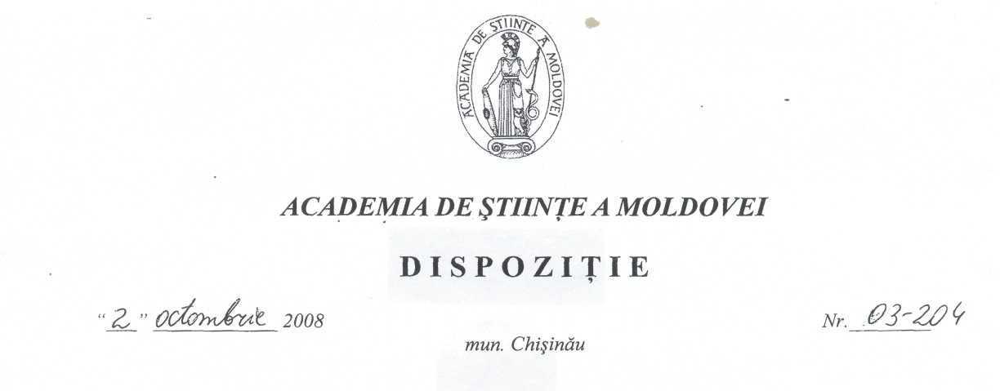 ACADEMIA DE ŞTIINŢE A MOLDOVEI
ACADEMIA DE ŞTIINŢE A MOLDOVEI
DISPOZIŢIE
“ 2 ” octombrie 2008 Nr. 03-204
mun. Chişinău